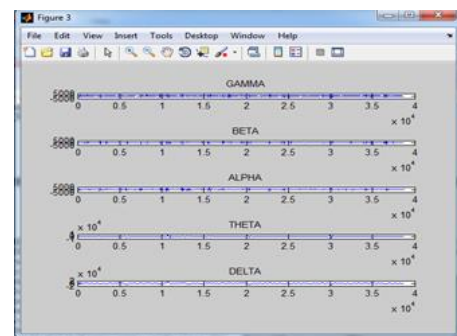 Figure 3
File Edit View Insert Tools Desktop Window Help
GAMMA
5000
-5000
0 0.5 1 1.5 2 2.5 3 3.5 4
x 10^4
BETA
5000
-5000
0 0.5 1 1.5 2 2.5 3 3.5 4
x 10^4
ALPHA
5000
-5000
0 0.5 1 1.5 2 2.5 3 3.5 4
x 10^4
THETA
x 10^4
0 0.5 1 1.5 2 2.5 3 3.5 4
x 10^4
DELTA
x 10^4
0 0.5 1 1.5 2 2.5 3 3.5 4
x 10^4